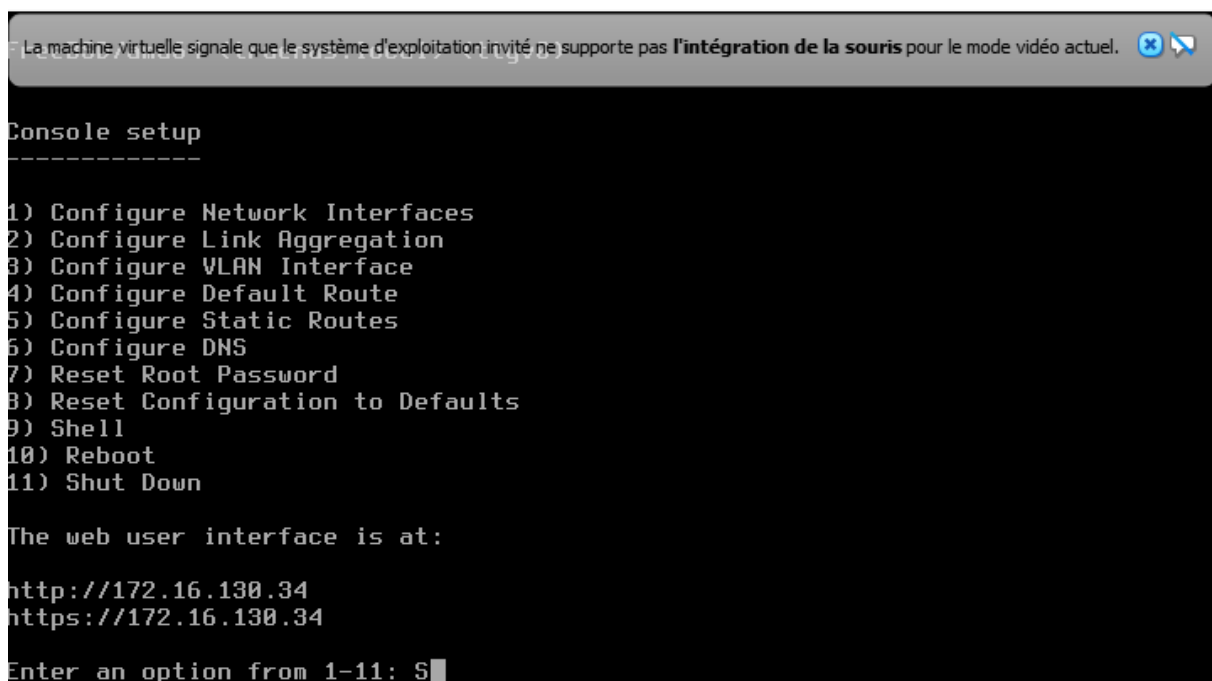 La machine virtuelle signale que le système d'exploitation invité ne supporte pas l'intégration de la souris pour le mode vidéo actuel.
Console setup
-------------
1) Configure Network Interfaces
2) Configure Link Aggregation
3) Configure VLAN Interface
4) Configure Default Route
5) Configure Static Routes
6) Configure DNS
7) Reset Root Password
8) Reset Configuration to Defaults
9) Shell
10) Reboot
11) Shut Down
The web user interface is at:
http://172.16.130.34
https://172.16.130.34
Enter an option from 1-11: S